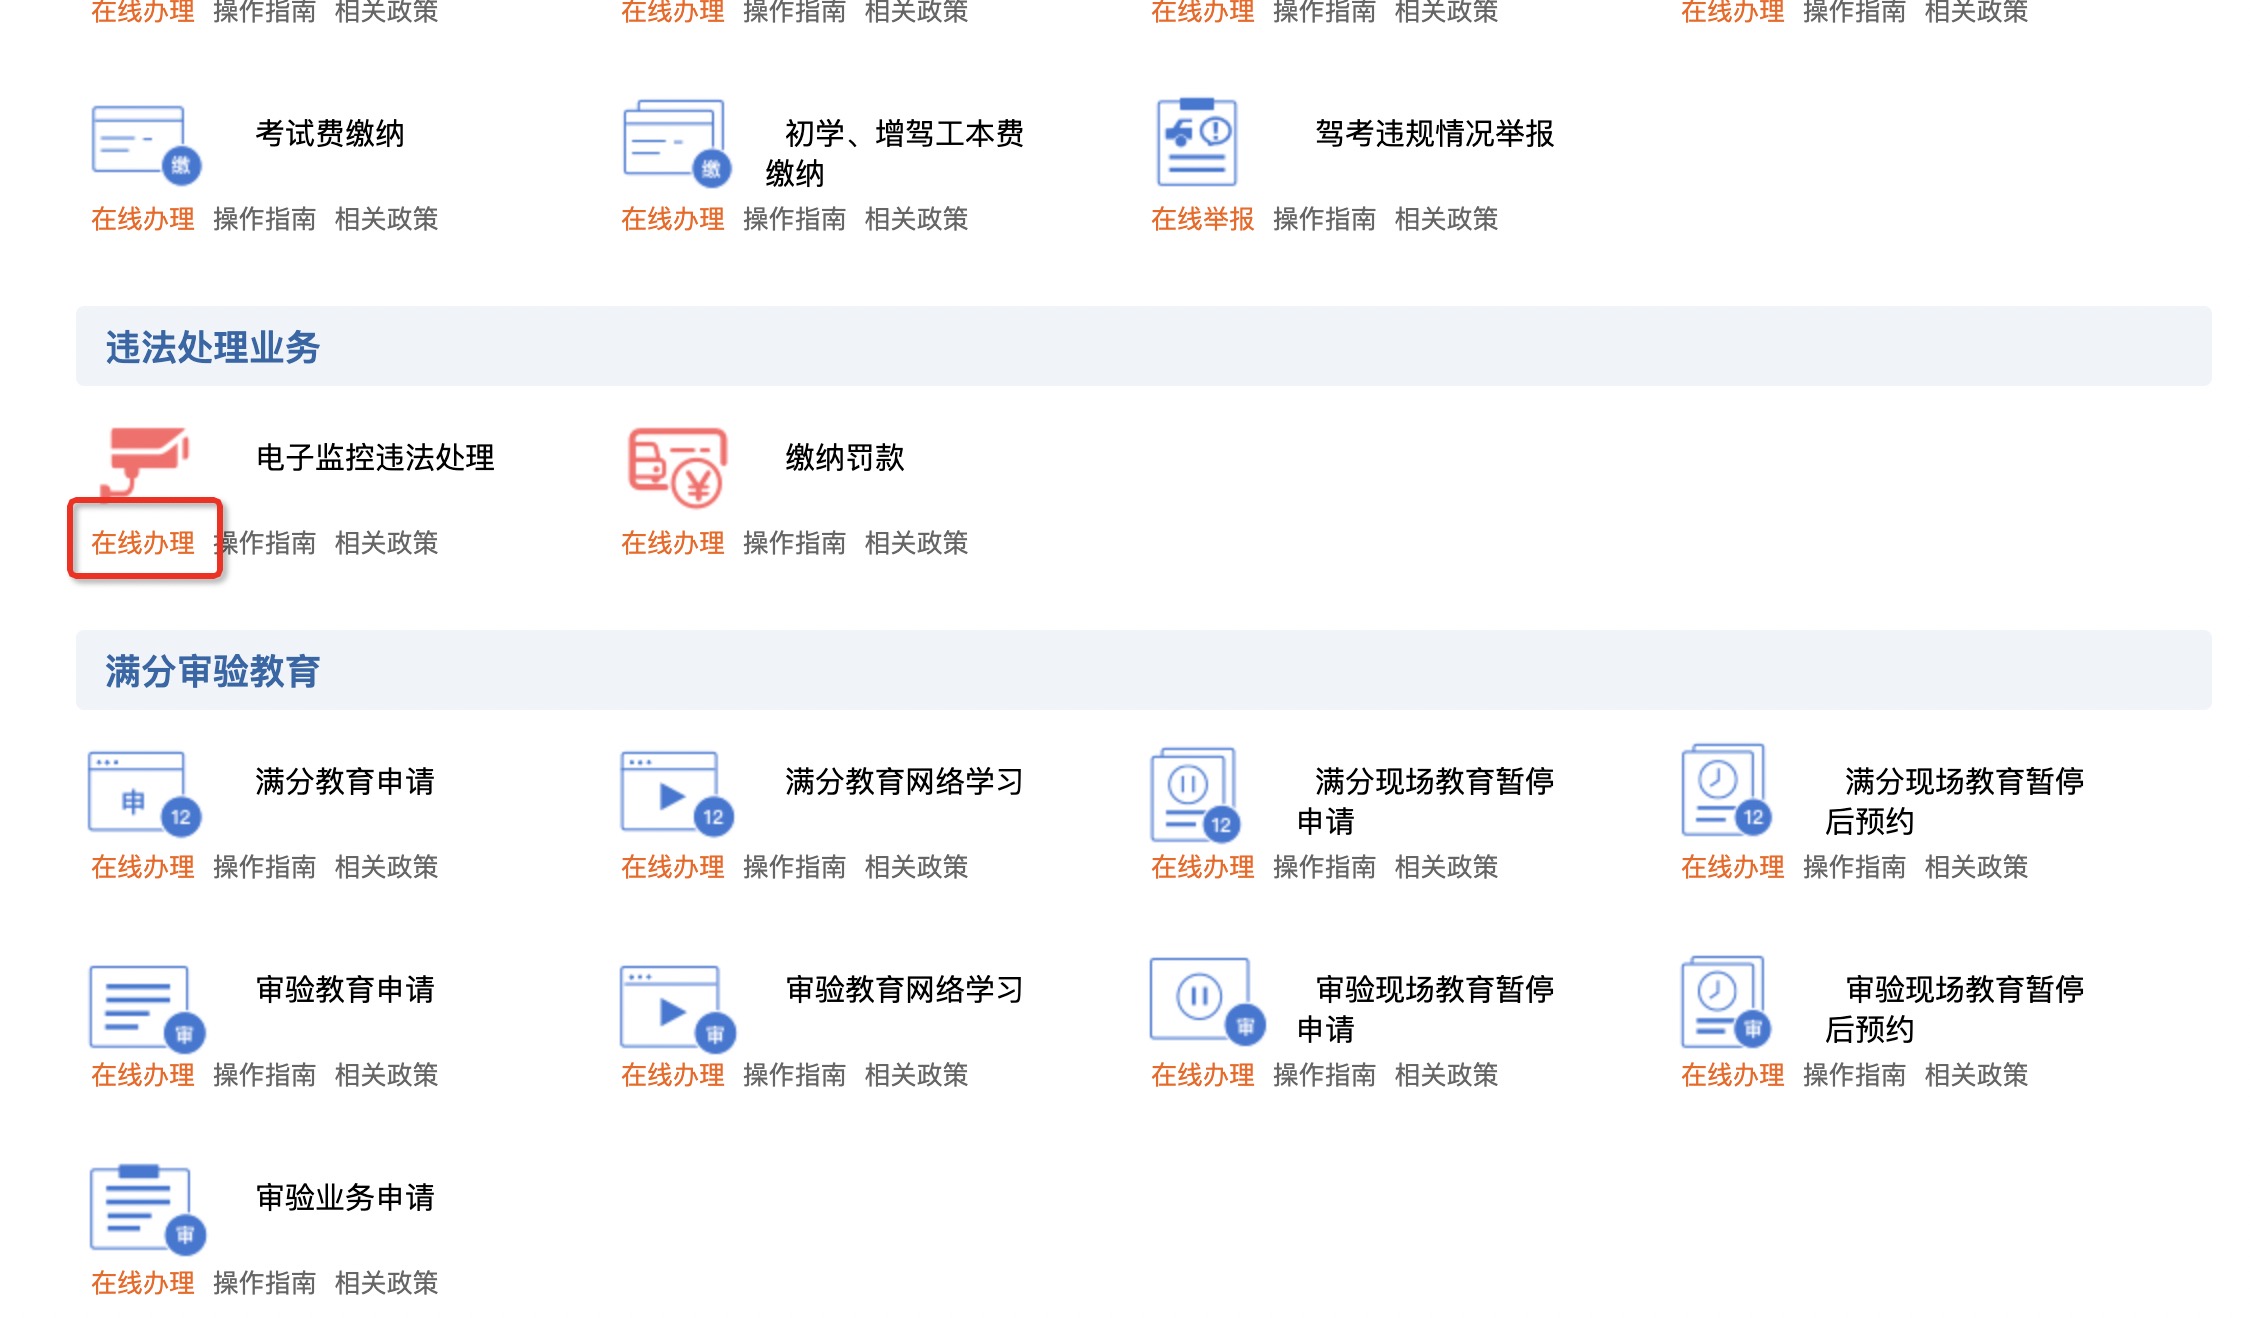 在线办理 操作指南 相关政策 在线办理 操作指南 相关政策 在线办理 操作指南 相关政策 在线办理 操作指南 相关政策
缴
考试费缴纳
在线办理 操作指南 相关政策
缴
初学、增驾工本费
缴纳
在线办理 操作指南 相关政策
驾考违规情况举报
在线举报 操作指南 相关政策
违法处理业务
电子监控违法处理
在线办理 操作指南 相关政策
¥
缴纳罚款
在线办理 操作指南 相关政策
满分审验教育
申
12
满分教育申请
在线办理 操作指南 相关政策
12
满分教育网络学习
在线办理 操作指南 相关政策
12
满分现场教育暂停
申请
在线办理 操作指南 相关政策
12
满分现场教育暂停
后预约
在线办理 操作指南 相关政策
审
审验教育申请
在线办理 操作指南 相关政策
审
审验教育网络学习
在线办理 操作指南 相关政策
审
审验现场教育暂停
申请
在线办理 操作指南 相关政策
审
审验现场教育暂停
后预约
在线办理 操作指南 相关政策
审
审验业务申请
在线办理 操作指南 相关政策